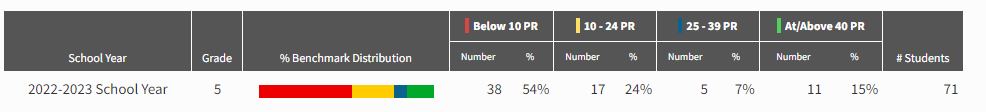 Below 10 PR 10 - 24 PR 25 - 39 PR At/Above 40 PR
School Year Grade % Benchmark Distribution Number % Number % Number % Number % # Students
2022-2023 School Year 5 38 54% 17 24% 5 7% 11 15% 71